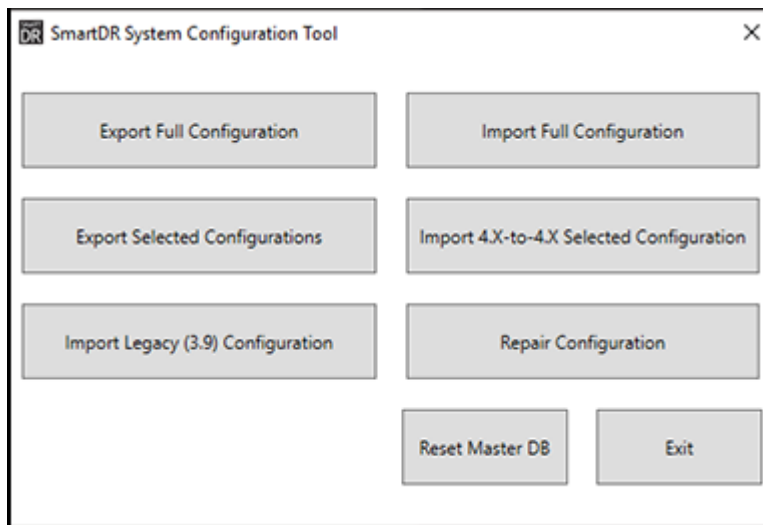 DR SmartDR System Configuration Tool
Export Full Configuration Import Full Configuration
Export Selected Configurations Import 4.X-to-4.X Selected Configuration
Import Legacy (3.9) Configuration Repair Configuration
Reset Master DB Exit